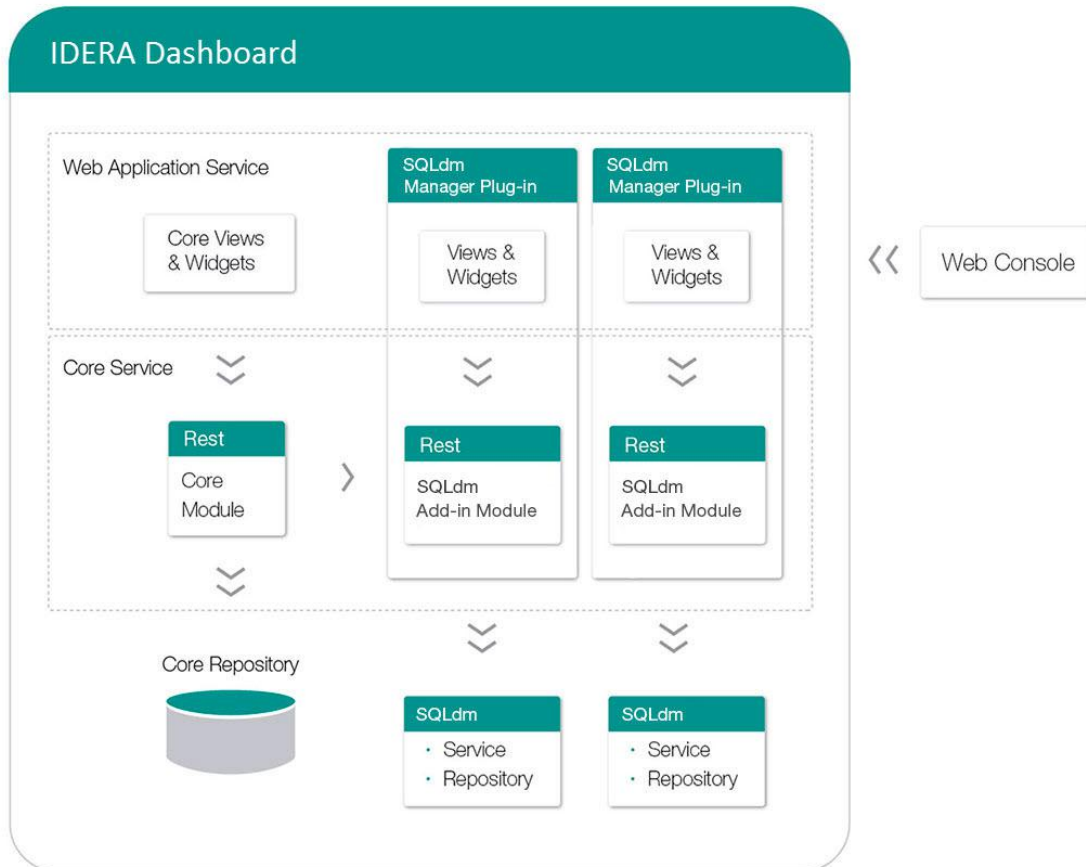 IDERA Dashboard
Web Application Service
Core Views
& Widgets
SQLdm
Manager Plug-in
Views &
Widgets
SQLdm
Manager Plug-in
Views &
Widgets
Web Console
Core Service
Rest
Core
Module
Rest
SQLdm
Add-in Module
Rest
SQLdm
Add-in Module
Core Repository
SQLdm
· Service
· Repository
SQLdm
· Service
· Repository